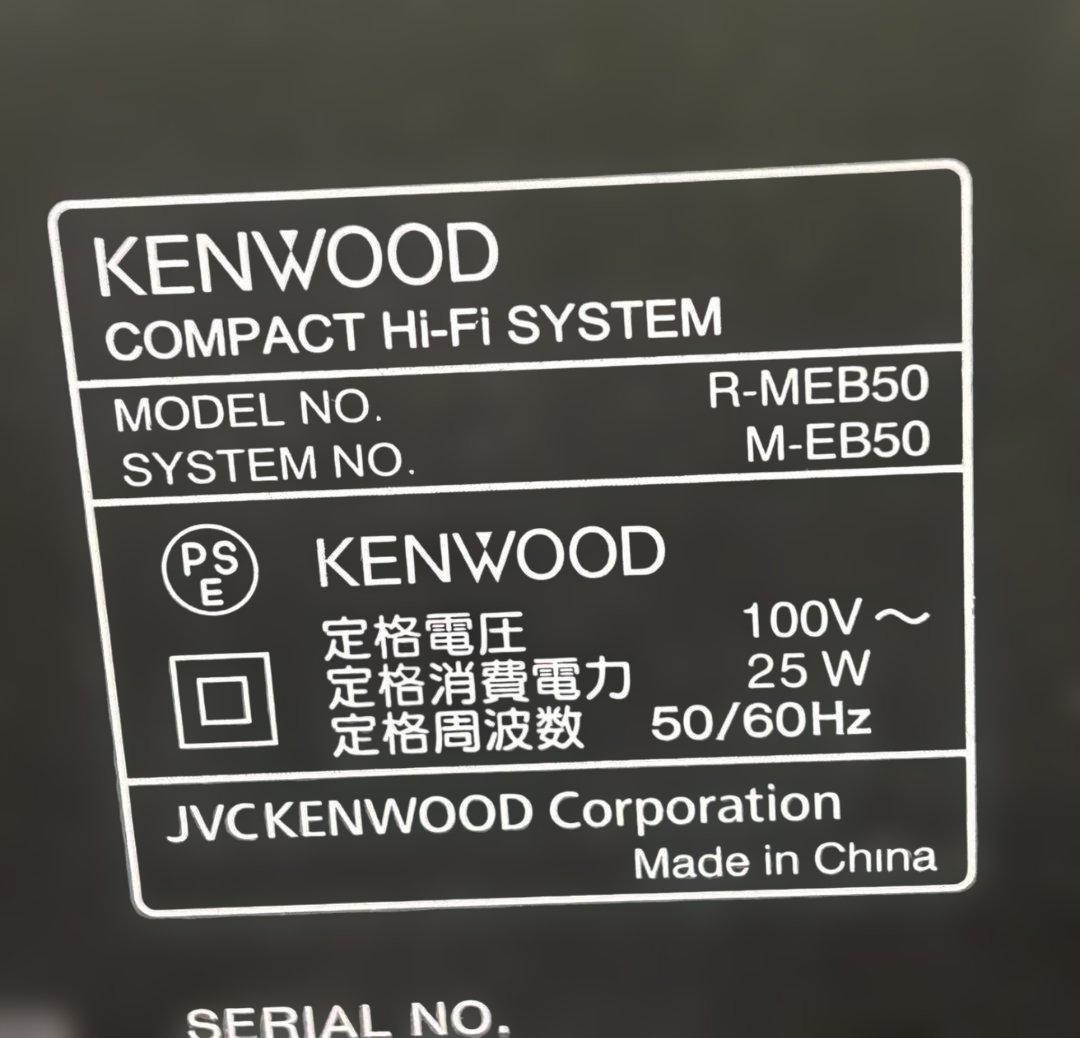 KENWOOD
COMPACT Hi-Fi SYSTEM
MODEL NO. R-MEB50
SYSTEM NO. M-EB50
PS
E
KENWOOD
定格電圧 100V～
定格消費電力 25 W
定格周波数 50/60Hz
JVCKENWOOD Corporation
Made in China
SERIAL NO.